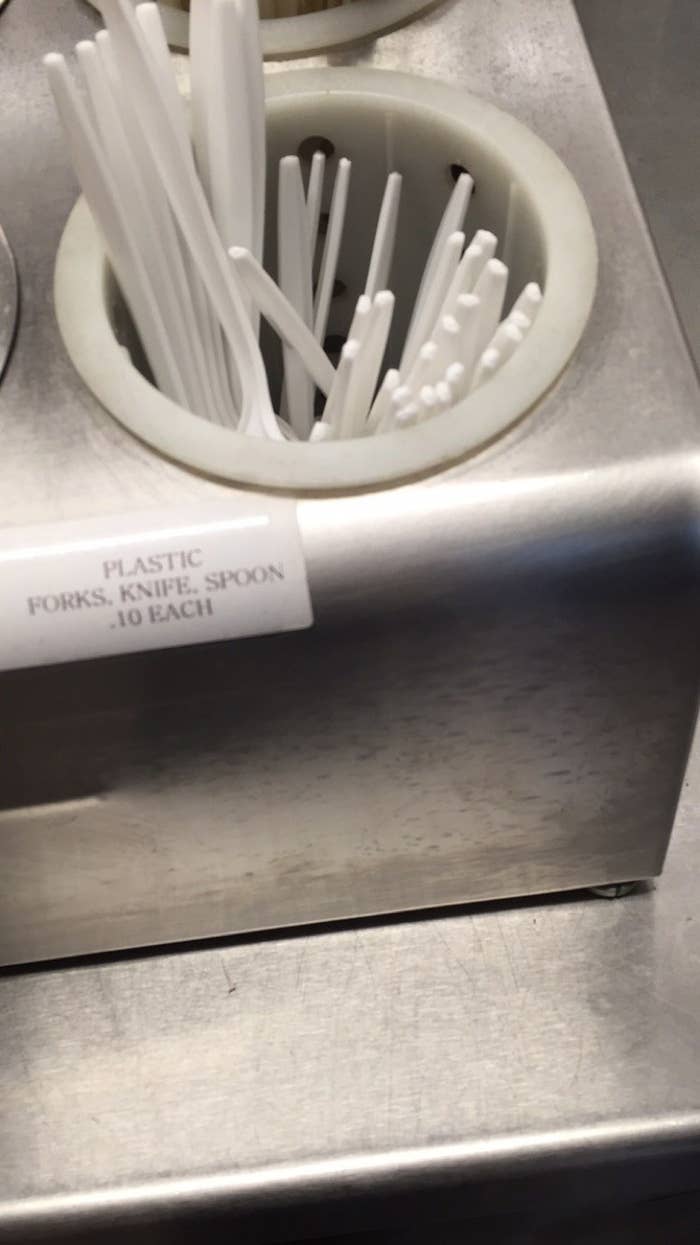 PLASTIC
FORKS, KNIFE, SPOON
.10 EACH